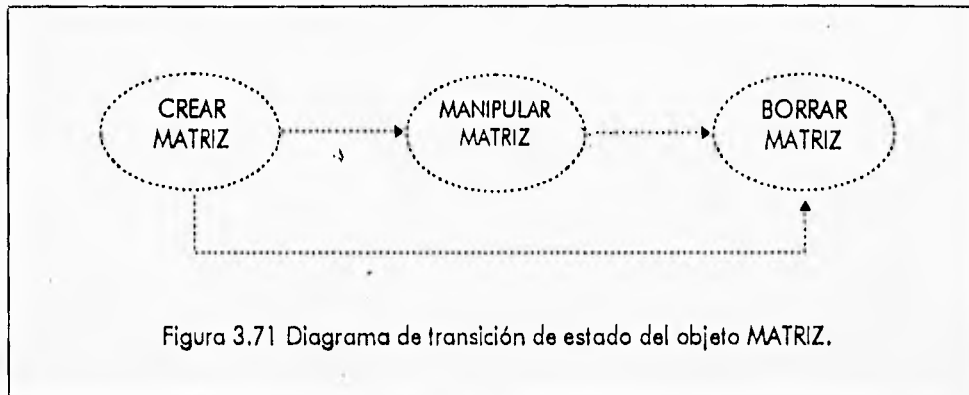 CREAR
MATRIZ
MANIPULAR
MATRIZ
BORRAR
MATRIZ
Figura 3.71 Diagrama de transición de estado del objeto MATRIZ.